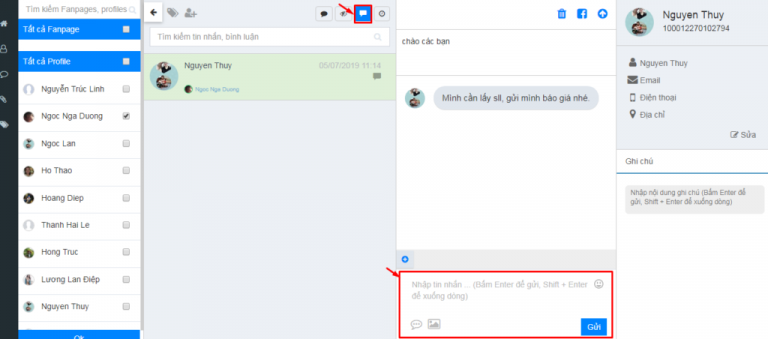 Tìm kiếm Fanpages, profiles
Tất cả Fanpage
Tất cả Profile
Nguyễn Trúc Linh
Ngoc Nga Duong
Ngoc Lan
Ho Thao
Hoang Diep
Thanh Hai Le
Hong Truc
Lương Lan Điệp
Nguyen Thuy
Ok
Tìm kiếm tin nhắn, bình luận
Nguyen Thuy
05/07/2019 11:14
Ngoc Nga Duong
chào các bạn
Mình cần lấy sll, gửi mình báo giá nhé.
Nhập tin nhắn ... (Bấm Enter để gửi, Shift + Enter
để xuống dòng)
Gửi
Nguyen Thuy
100012270102794
Nguyen Thuy
Email
Điện thoại
Địa chỉ
Sửa
Ghi chú
Nhập nội dung ghi chú (Bấm Enter để
gửi, Shift + Enter để xuống dòng)